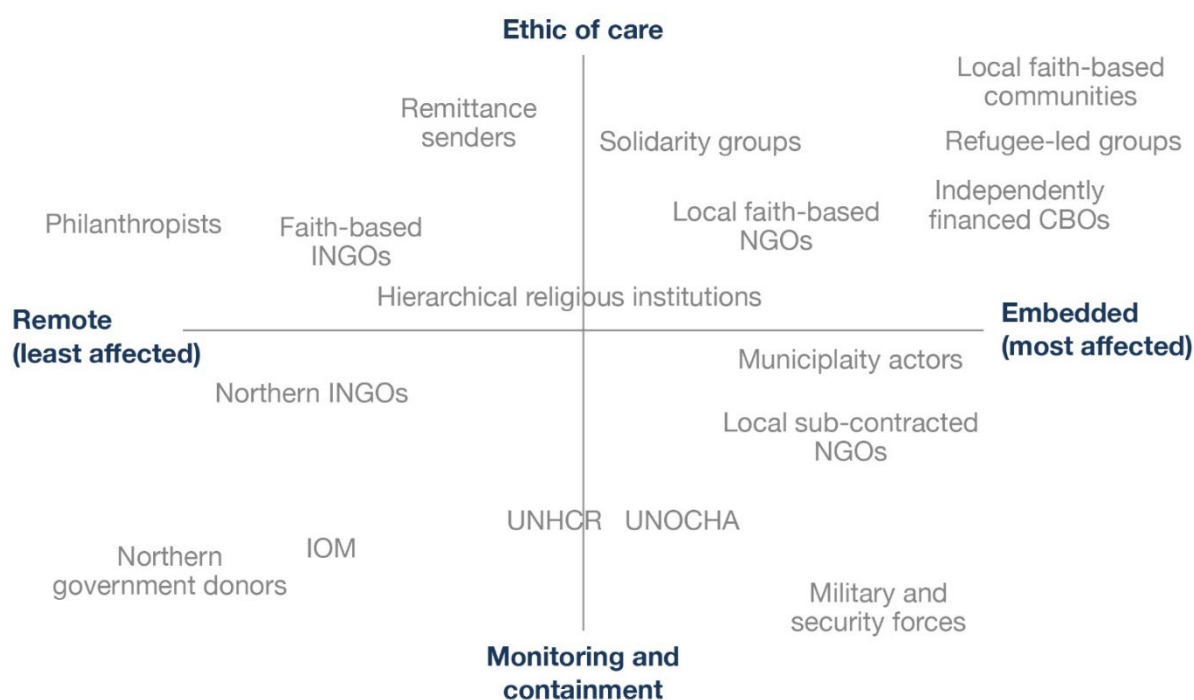 Ethic of care
Local faith-based
communities
Remittance
senders
Solidarity groups
Refugee-led groups
Independently
financed CBOs
Philanthropists
Faith-based
INGOs
Local faith-based
NGOs
Hierarchical religious institutions
Remote
(least affected)
Embedded
(most affected)
Municiplaity actors
Northern INGOs
Local sub-contracted
NGOs
UNHCR
UNOCHA
IOM
Northern
government donors
Military and
security forces
Monitoring and
containment